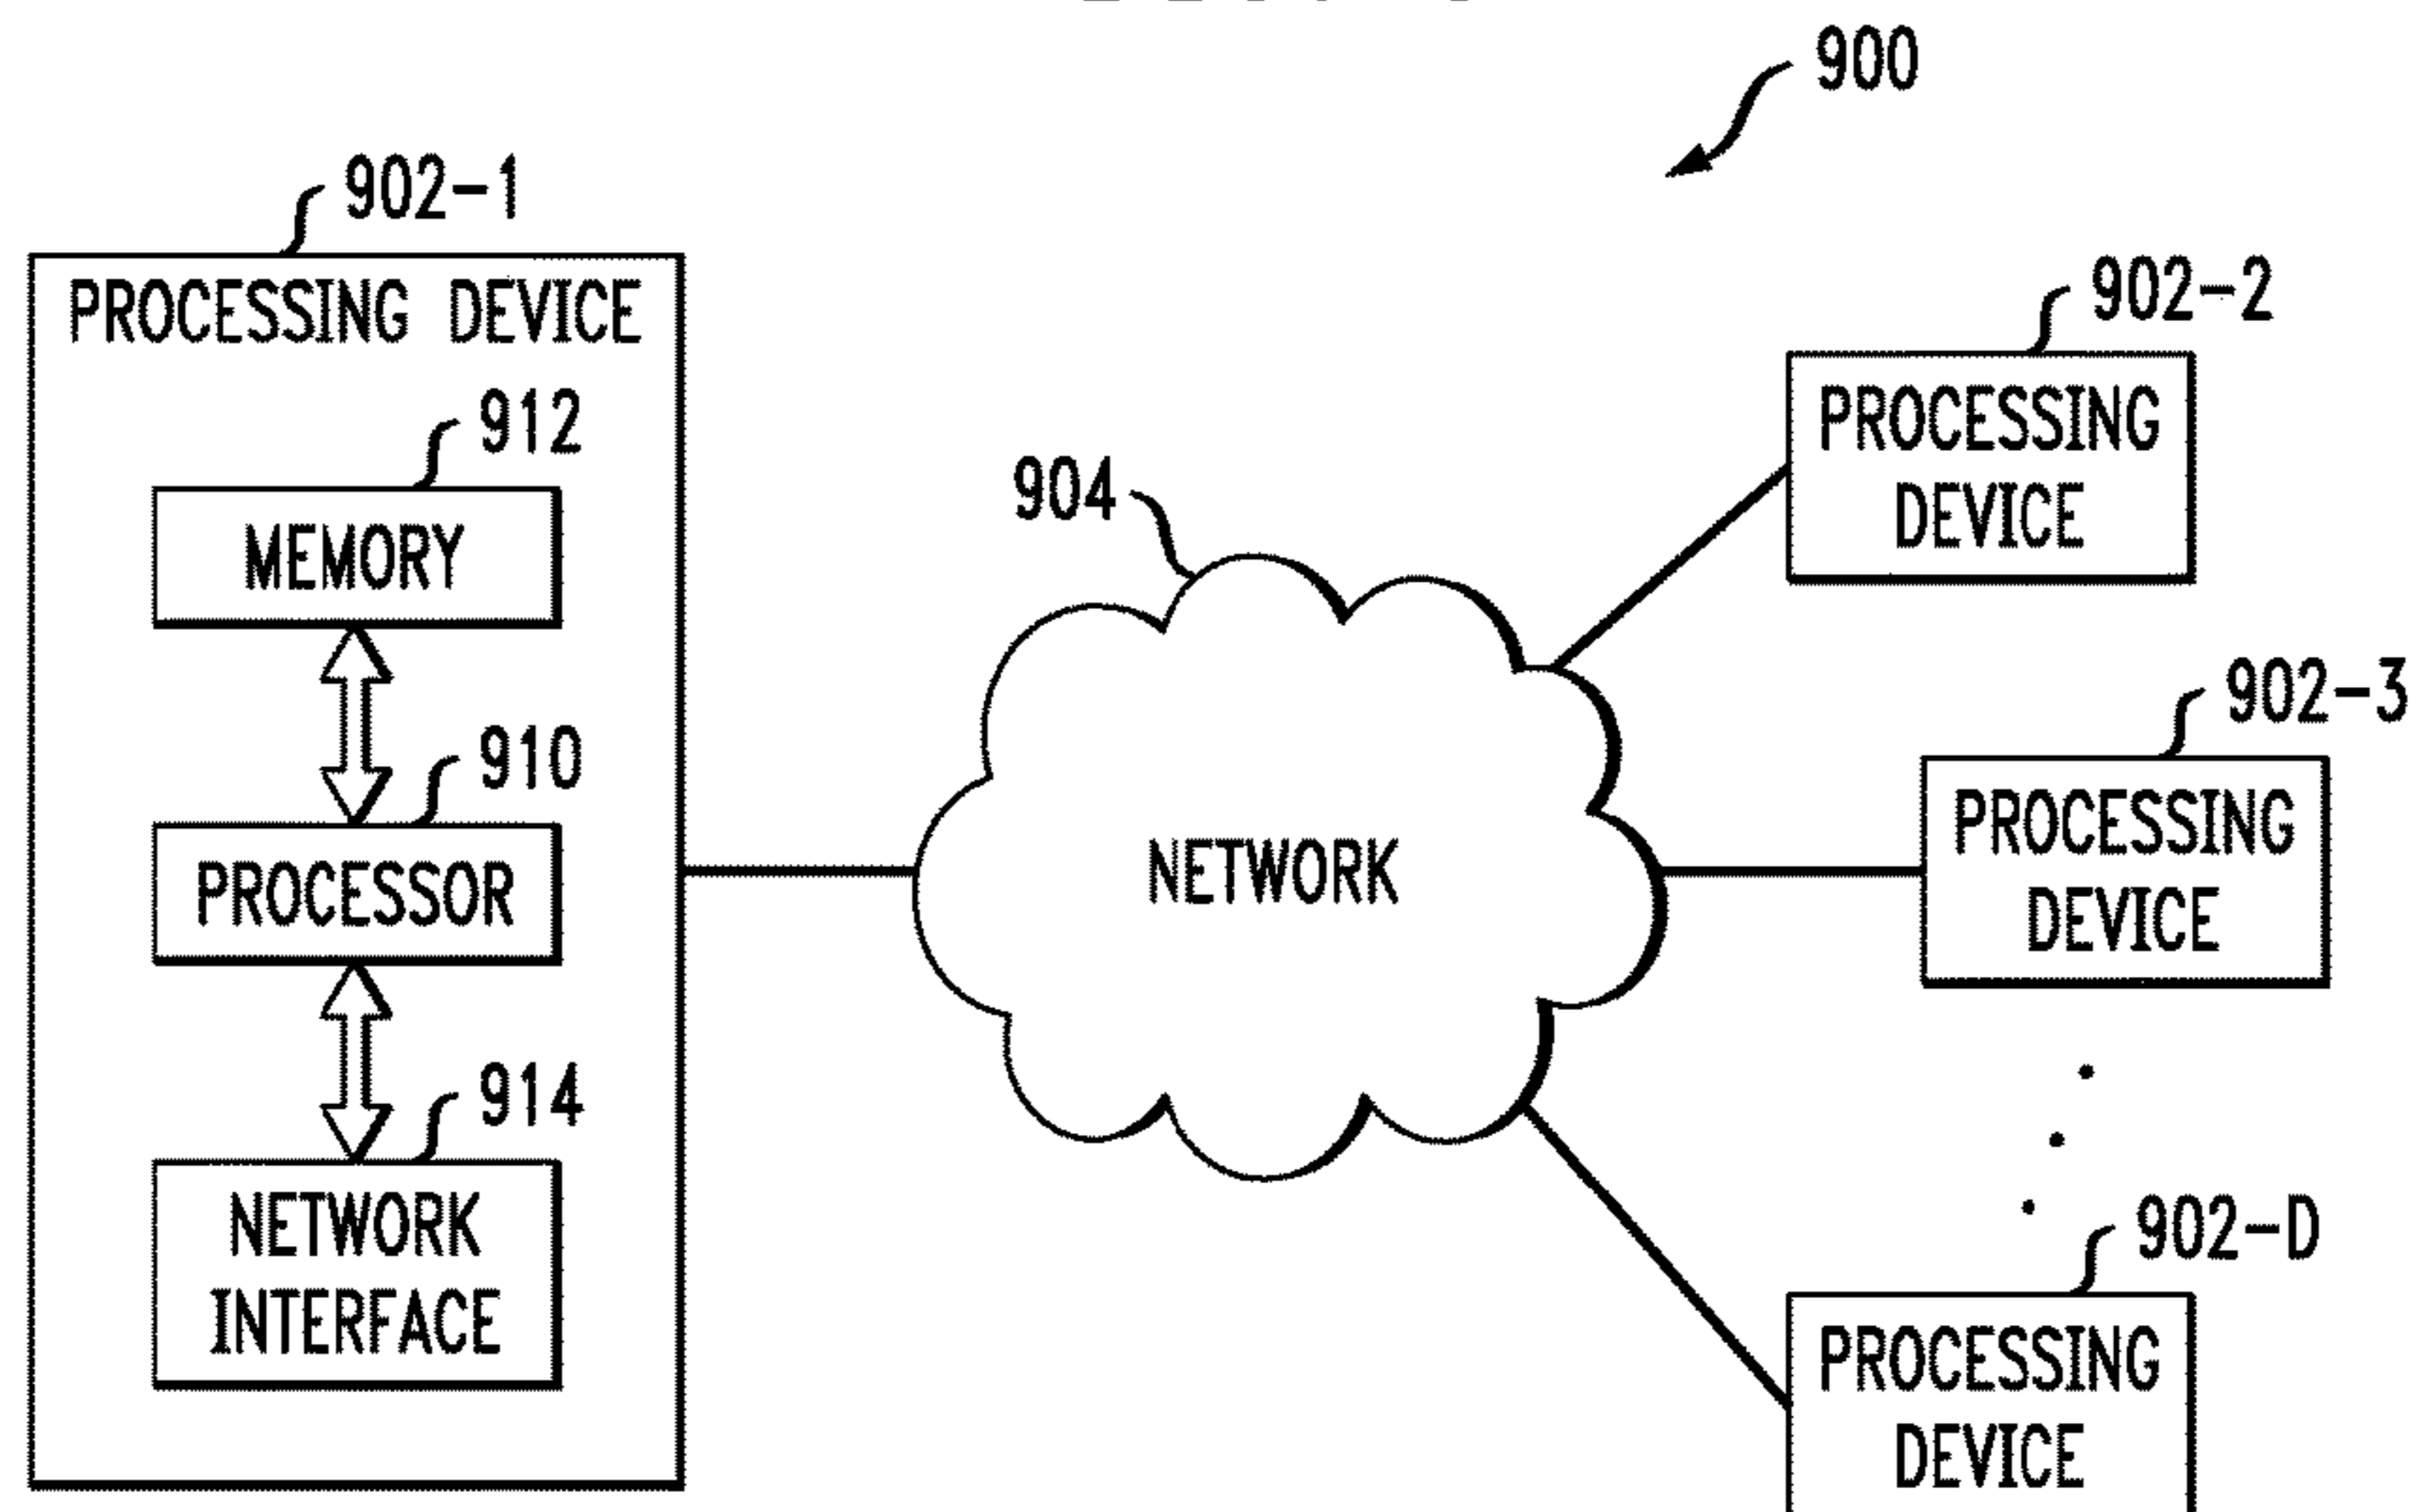 900
902-1
PROCESSING DEVICE
912
MEMORY
910
PROCESSOR
914
NETWORK
INTERFACE
904
NETWORK
902-2
PROCESSING
DEVICE
902-3
PROCESSING
DEVICE
902-D
PROCESSING
DEVICE